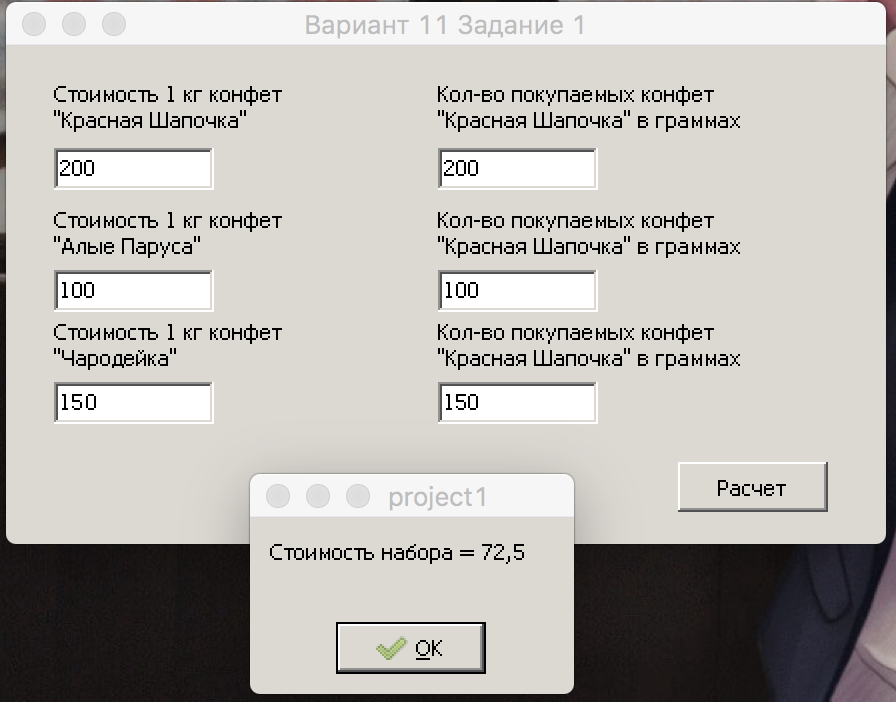 Вариант 11 Задание 1
Стоимость 1 кг конфет
"Красная Шапочка"
200
Кол-во покупаемых конфет
"Красная Шапочка" в граммах
200
Стоимость 1 кг конфет
"Алые Паруса"
100
Кол-во покупаемых конфет
"Красная Шапочка" в граммах
100
Стоимость 1 кг конфет
"Чародейка"
150
Кол-во покупаемых конфет
"Красная Шапочка" в граммах
150
Расчет
project1
Стоимость набора = 72,5
OK